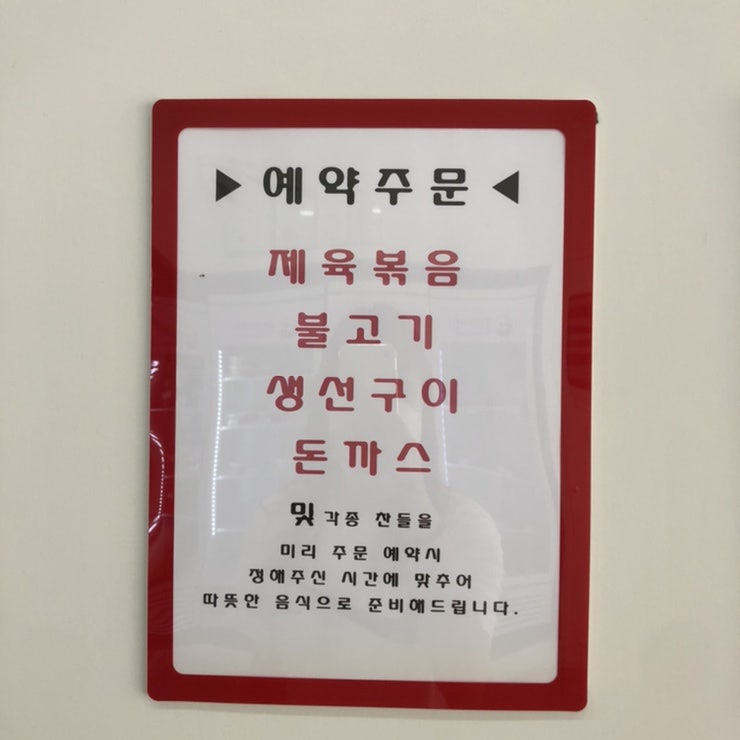 ▶ 예약주문 ◀
제육볶음
불고기
생선구이
돈까스
및 각종 찬들을
미리 주문 예약시
정해주신 시간에 맞추어
따뜻한 음식으로 준비해드립니다.